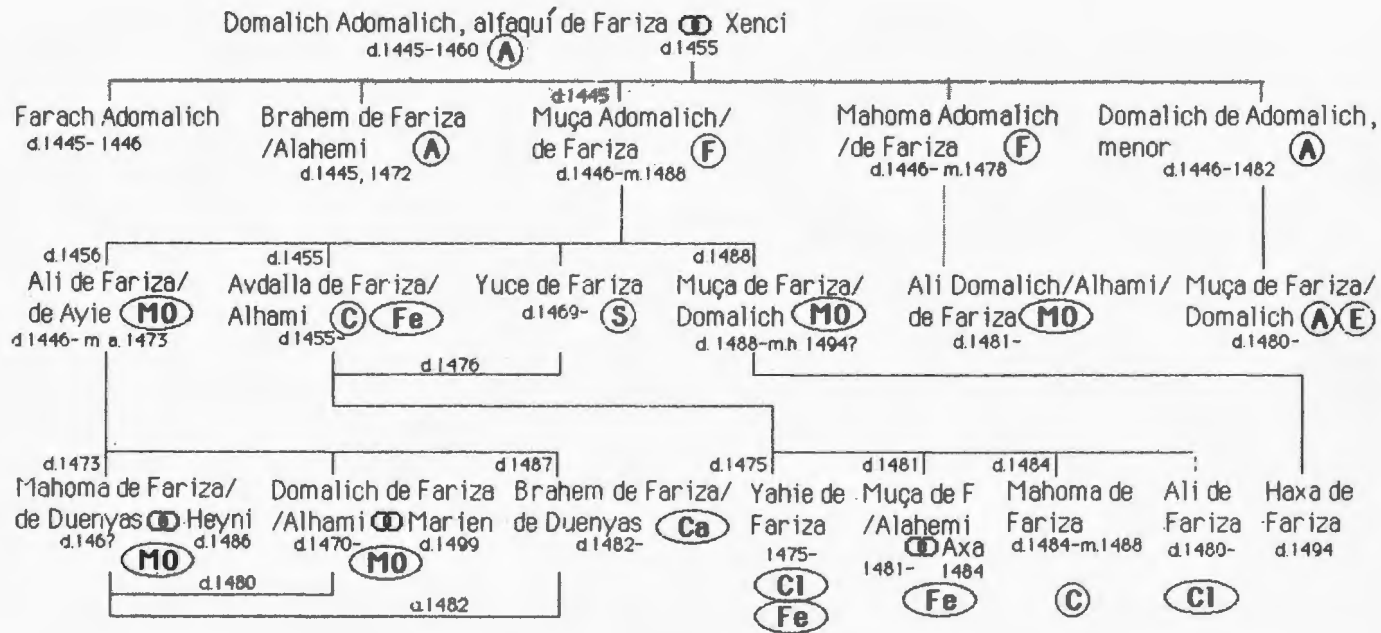 Domalich Adomalich, alfaquí de Fariza Xenci
d.1445-1460 A d.1455
d.1445
Farach Adomalich
d.1445-1446
Brahem de Fariza
/Alahemi A
d.1445, 1472
Muça Adomalich/
de Fariza F
d.1446-m.1488
Mahoma Adomalich
/de Fariza F
d.1446-m.1478
Domalich de Adomalich,
menor A
d.1446-1482
d.1456
Ali de Fariza/
de Ayie MO
d.1446- m a. 1473
d.1455
Avdalla de Fariza/
Alhami C Fe
d.1455-
Yuce de Fariza
d.1469- S
d.1488
Muça de Fariza/
Domalich MO
d. 1488-m.h 1494?
Ali Domalich/Alhami/
de Fariza MO
d.1481-
Muça de Fariza/
Domalich A E
d.1480-
d.1476
d.1473
Mahoma de Fariza/
de Duenyas Heyni
d.146? d.1486
MO
Domalich de Fariza
/Alhami Marien
d.1470- d.1499
MO
d.1487
Brahem de Fariza/
de Duenyas Ca
d.1482-
d.1475
Yahie de
Fariza
1475-
Cl
Fe
d.1481
Muça de F
/Alahemi
Axa
1481- 1484
Fe
d.1484
Mahoma de
Fariza
d.1484-m.1488
C
Ali de
Fariza
d.1480-
Cl
Haxa de
Fariza
d.1494
d.1480
d.1482